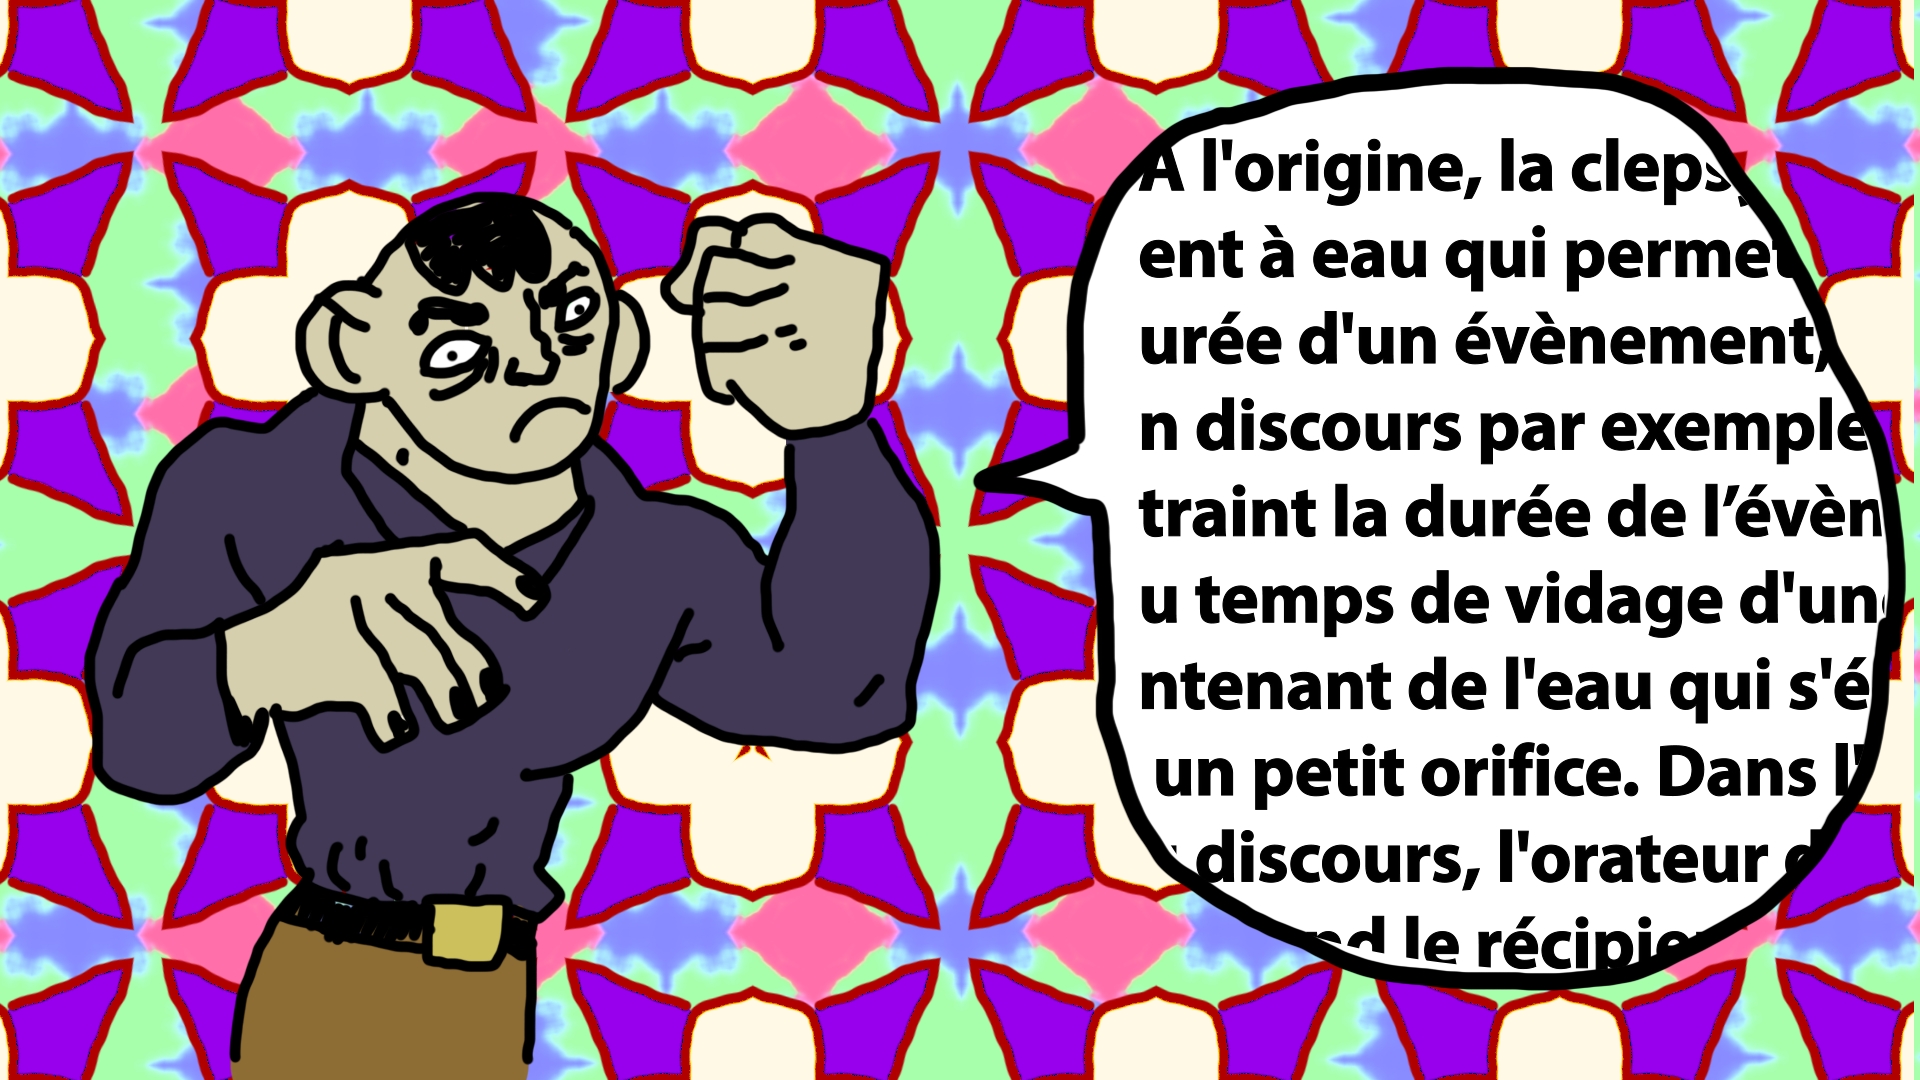 A l'origine, la cleps
ent à eau qui permet
urée d'un évènement,
n discours par exemple
traint la durée de l’évèn
u temps de vidage d'un
ntenant de l'eau qui s'é
un petit orifice. Dans l'
discours, l'orateur
le récipie